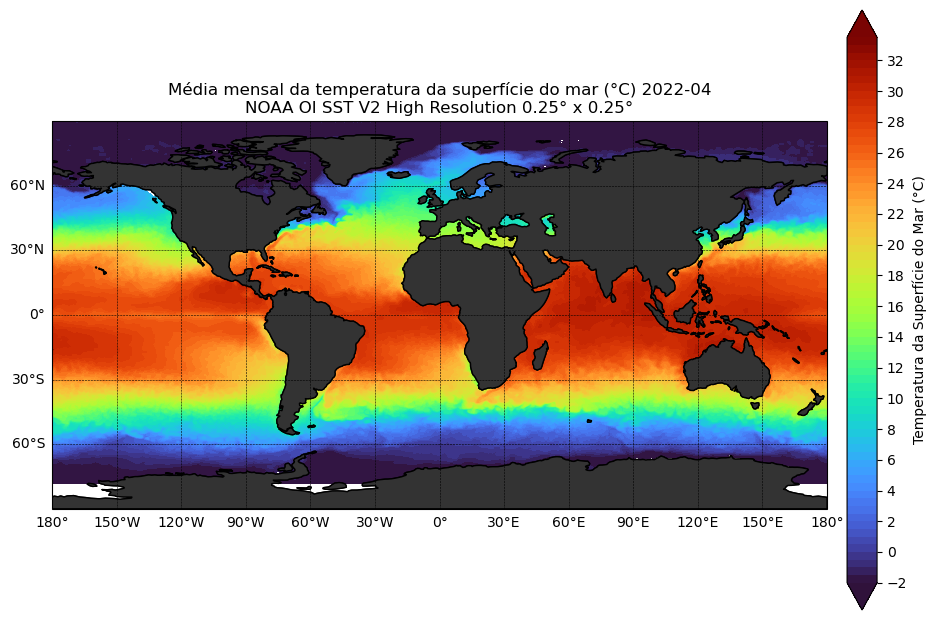 Média mensal da temperatura da superfície do mar (°C) 2022-04
NOAA OI SST V2 High Resolution 0.25° x 0.25°
60°N
30°N
0°
30°S
60°S
180° 150°W 120°W 90°W 60°W 30°W 0° 30°E 60°E 90°E 120°E 150°E 180°
32
30
28
26
24
22
20
18
16
14
12
10
8
6
4
2
0
−2
Temperatura da Superfície do Mar (°C)